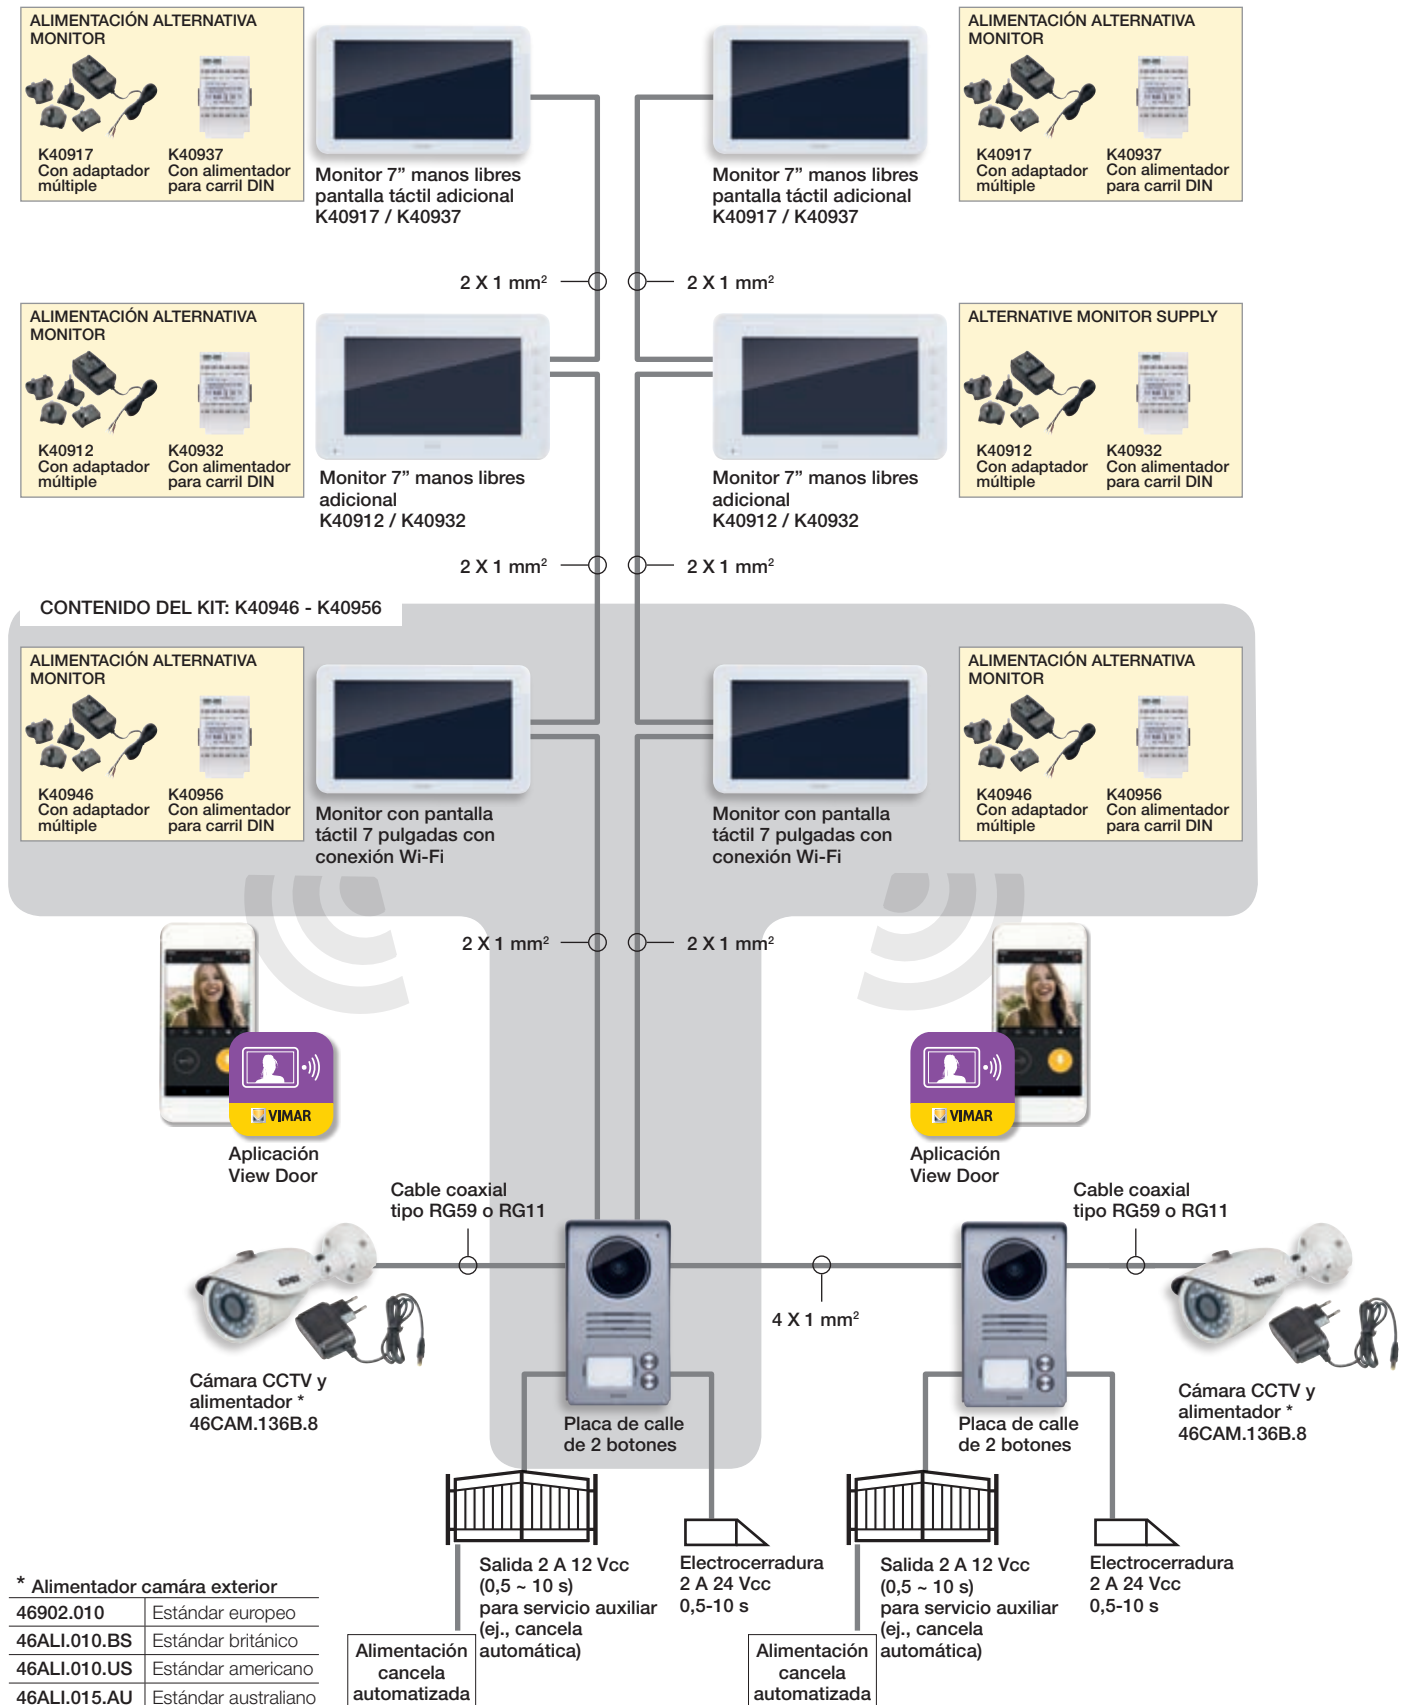 ALIMENTACIÓN ALTERNATIVA
MONITOR
K40917
Con adaptador
múltiple
K40937
Con alimentador
para carril DIN
Monitor 7” manos libres
pantalla táctil adicional
K40917 / K40937
Monitor 7” manos libres
pantalla táctil adicional
K40917 / K40937
ALIMENTACIÓN ALTERNATIVA
MONITOR
K40917
Con adaptador
múltiple
K40937
Con alimentador
para carril DIN
2 X 1 mm²
2 X 1 mm²
ALIMENTACIÓN ALTERNATIVA
MONITOR
K40912
Con adaptador
múltiple
K40932
Con alimentador
para carril DIN
Monitor 7” manos libres
adicional
K40912 / K40932
Monitor 7” manos libres
adicional
K40912 / K40932
ALTERNATIVE MONITOR SUPPLY
K40912
Con adaptador
múltiple
K40932
Con alimentador
para carril DIN
2 X 1 mm²
2 X 1 mm²
CONTENIDO DEL KIT: K40946 - K40956
ALIMENTACIÓN ALTERNATIVA
MONITOR
K40946
Con adaptador
múltiple
K40956
Con alimentador
para carril DIN
Monitor con pantalla
táctil 7 pulgadas con
conexión Wi-Fi
Monitor con pantalla
táctil 7 pulgadas con
conexión Wi-Fi
ALIMENTACIÓN ALTERNATIVA
MONITOR
K40946
Con adaptador
múltiple
K40956
Con alimentador
para carril DIN
2 X 1 mm²
2 X 1 mm²
VIMAR
Aplicación
View Door
VIMAR
Aplicación
View Door
Cable coaxial
tipo RG59 o RG11
Cable coaxial
tipo RG59 o RG11
4 X 1 mm²
Cámara CCTV y
alimentador *
46CAM.136B.8
Placa de calle
de 2 botones
Placa de calle
de 2 botones
Cámara CCTV y
alimentador *
46CAM.136B.8
Salida 2 A 12 Vcc
(0,5 ~ 10 s)
para servicio auxiliar
(ej., cancela
automática)
Electrocerradura
2 A 24 Vcc
0,5-10 s
Salida 2 A 12 Vcc
(0,5 ~ 10 s)
para servicio auxiliar
(ej., cancela
automática)
Electrocerradura
2 A 24 Vcc
0,5-10 s
Alimentación
cancela
automatizada
Alimentación
cancela
automatizada
* Alimentador camára exterior
46902.010 Estándar europeo
46ALI.010.BS Estándar británico
46ALI.010.US Estándar americano
46ALI.015.AU Estándar australiano